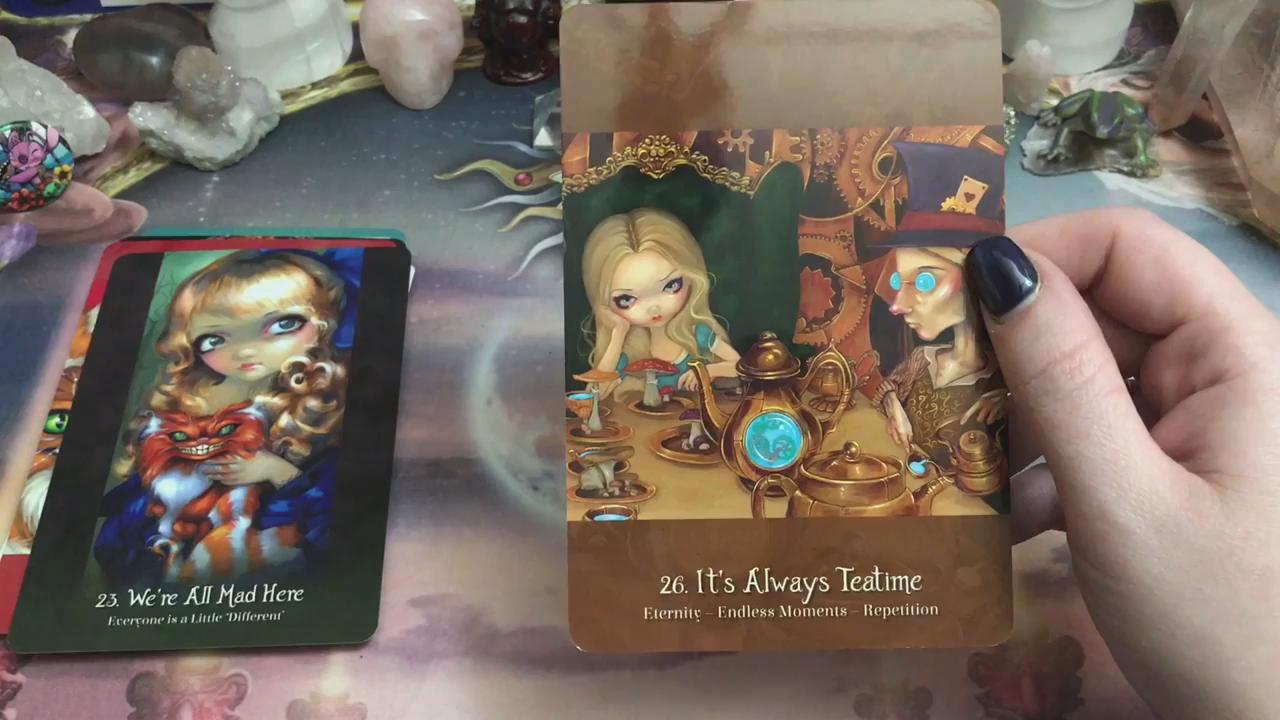 23. We're All Mad Here
Everyone is a Little 'Different'
26. It's Always Teatime
Eternity – Endless Moments – Repetition